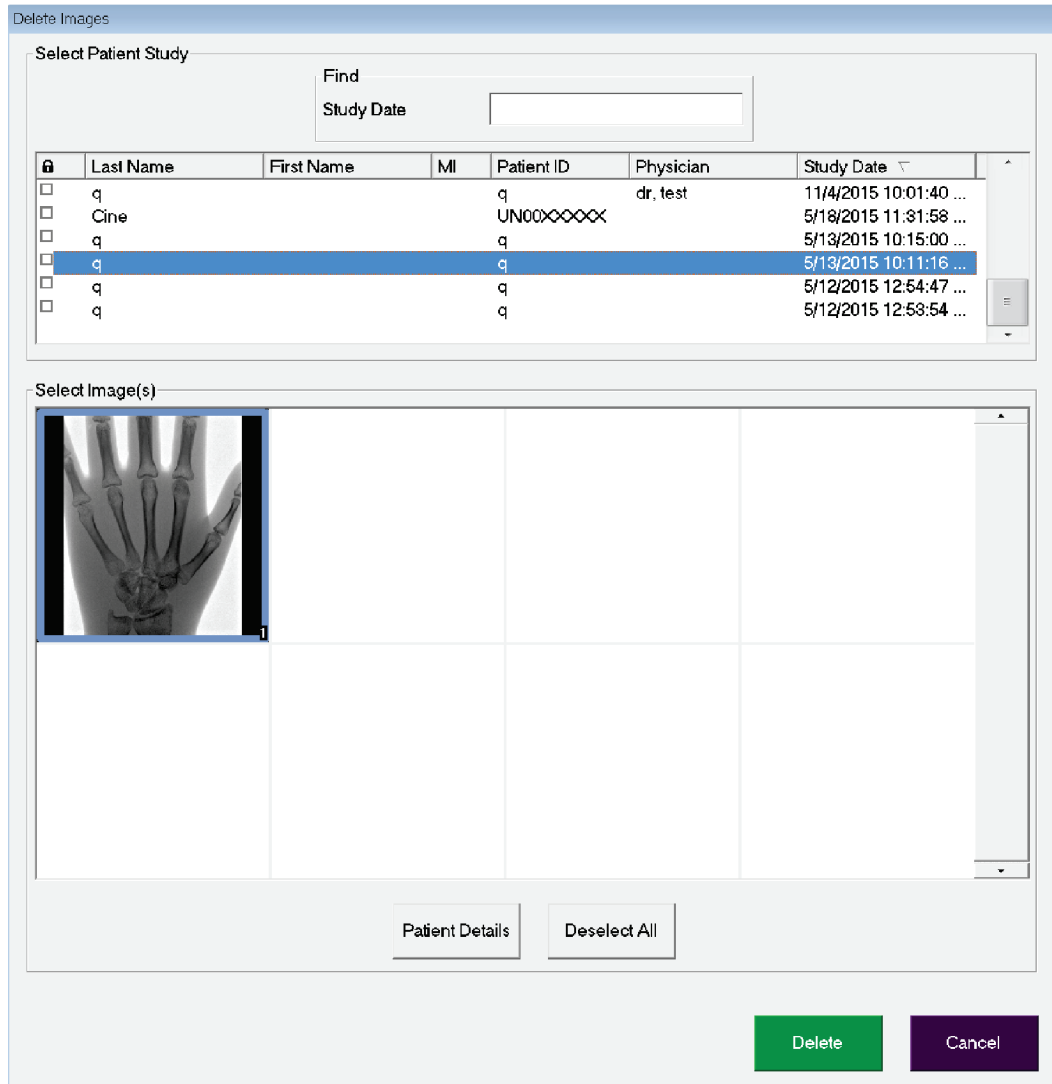 Delete Images
Select Patient Study
Find
Study Date
Last Name First Name MI Patient ID Physician Study Date
q q dr, test 11/4/2015 10:01:40 ...
Cine UN00XXXXX 5/18/2015 11:31:58 ...
q q 5/13/2015 10:15:00 ...
q q 5/13/2015 10:11:16 ...
q q 5/12/2015 12:54:47 ...
q q 5/12/2015 12:53:54 ...
Select Image(s)
1
Patient Details Deselect All
Delete Cancel